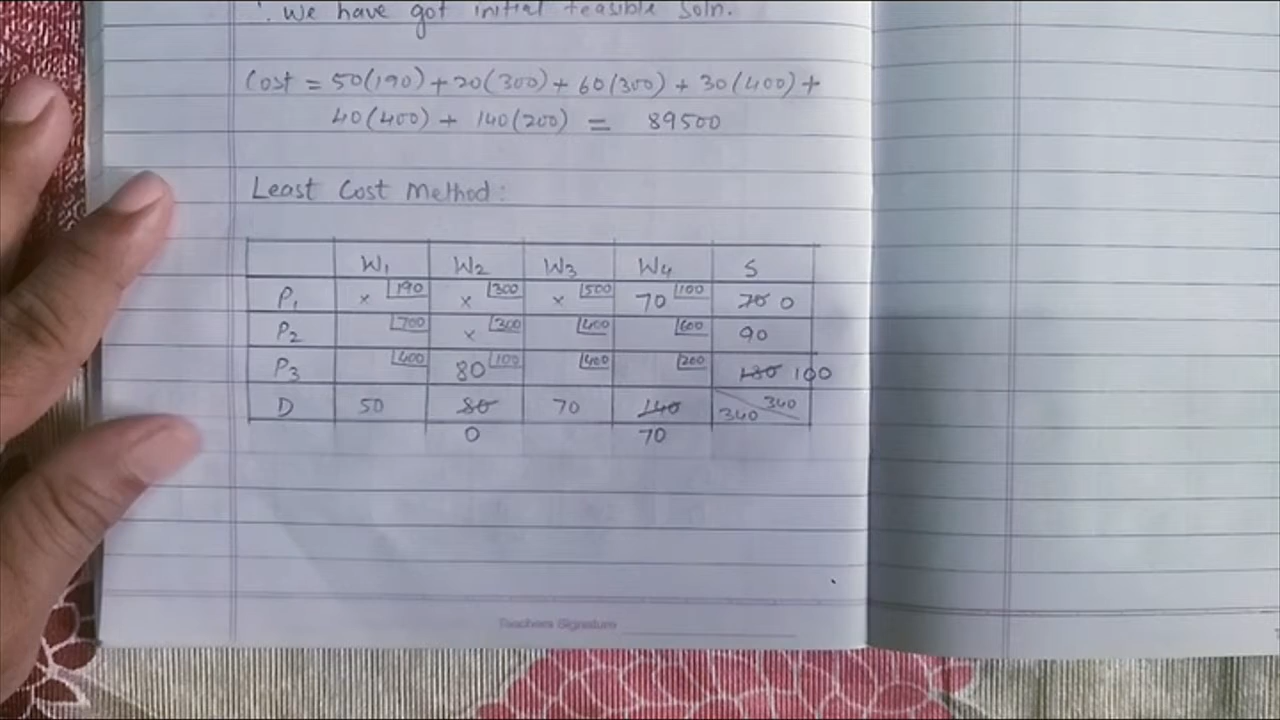 ∴ We have got initial feasible soln.
Cost = 50(190) + 20(300) + 60(300) + 30(400) +
40(400) + 140(200) = 89500
Least Cost Method:
W1 W2 W3 W4 S
P1 × 190 × 300 × 500 70 100 70 0
P2 700 × 300 400 600 90
P3 400 80 100 400 200 180 100
D 50 80 70 140 340 340
0 70
Teachers Signature